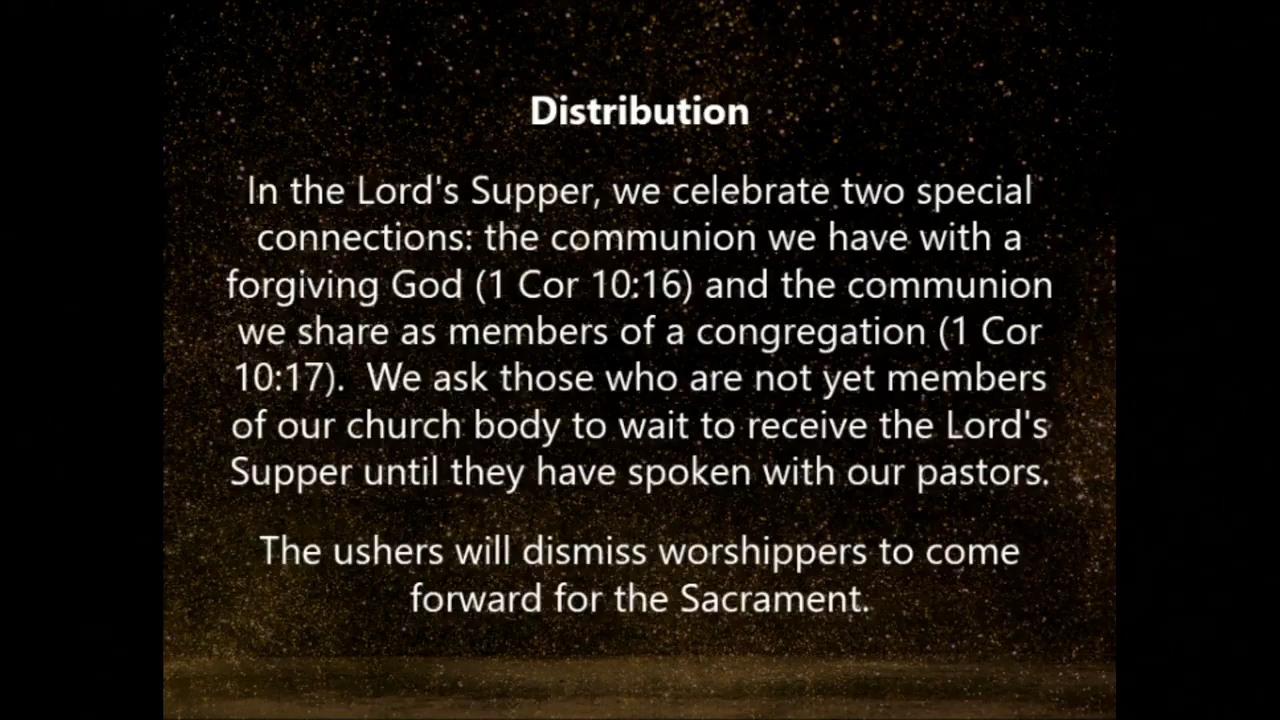 Distribution
In the Lord's Supper, we celebrate two special
connections: the communion we have with a
forgiving God (1 Cor 10:16) and the communion
we share as members of a congregation (1 Cor
10:17).  We ask those who are not yet members
of our church body to wait to receive the Lord's
Supper until they have spoken with our pastors.
The ushers will dismiss worshippers to come
forward for the Sacrament.